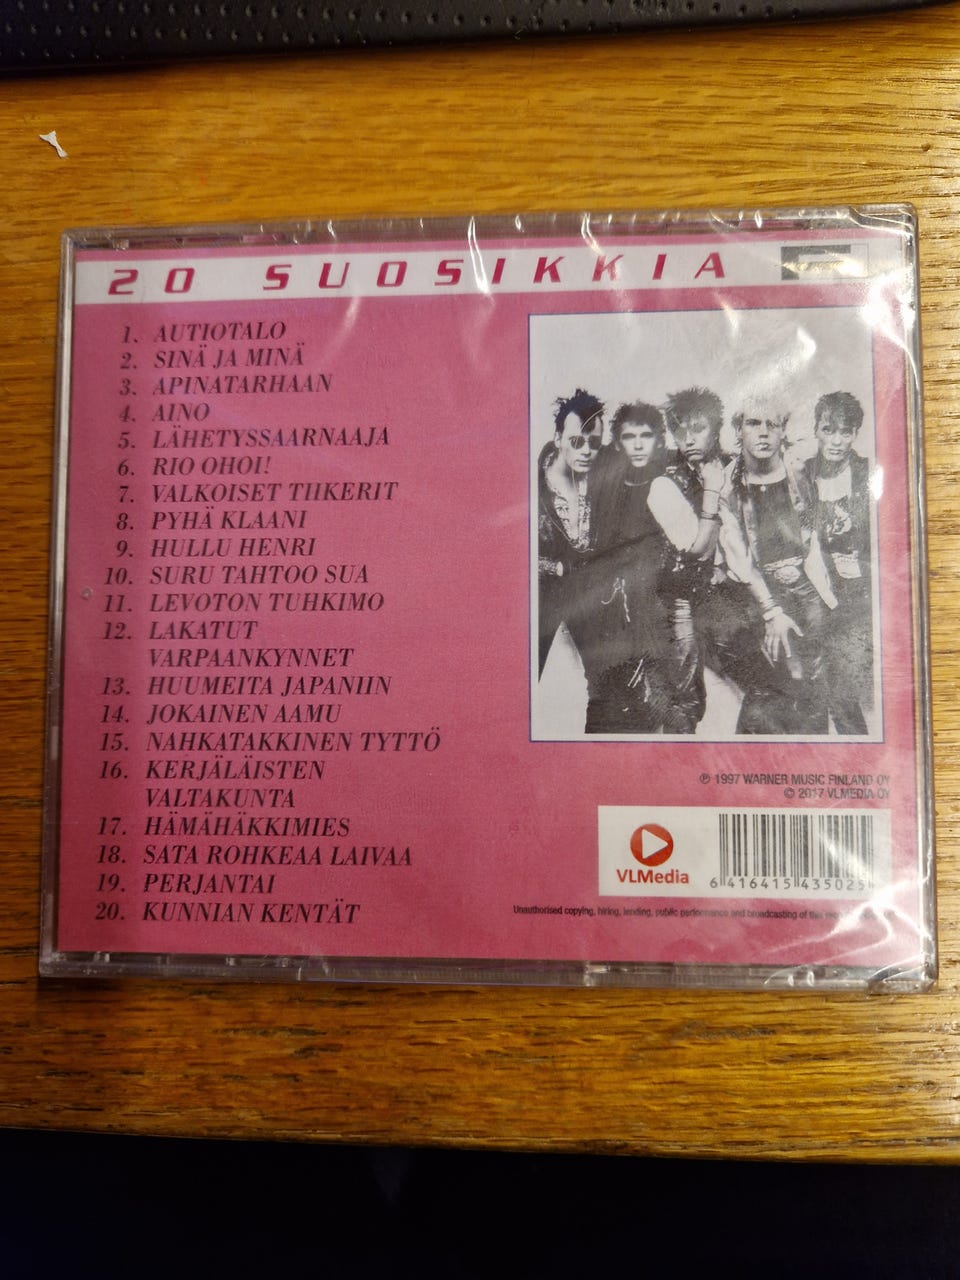 20 SUOSIKKIA
1. AUTIOTALO
2. SINÄ JA MINÄ
3. APINATARHAAN
4. AINO
5. LÄHETYSSAARNAAJA
6. RIO OHOI!
7. VALKOISET TIIKERIT
8. PYHÄ KLAANI
9. HULLU HENRI
10. SURU TAHTOO SUA
11. LEVOTON TUHKIMO
12. LAKATUT
VARPAANKYNNET
13. HUUMEITA JAPANIIN
14. JOKAINEN AAMU
15. NAHKATAKKINEN TYTTÖ
16. KERJÄLÄISTEN
VALTAKUNTA
17. HÄMÄHÄKKIMIES
18. SATA ROHKEAA LAIVAA
19. PERJANTAI
20. KUNNIAN KENTÄT
℗ 1997 WARNER MUSIC FINLAND OY
© 2017 VLMEDIA OY
VLMedia
6 416415 435025
Unauthorised copying, hiring, lending, public performance and broadcasting of this